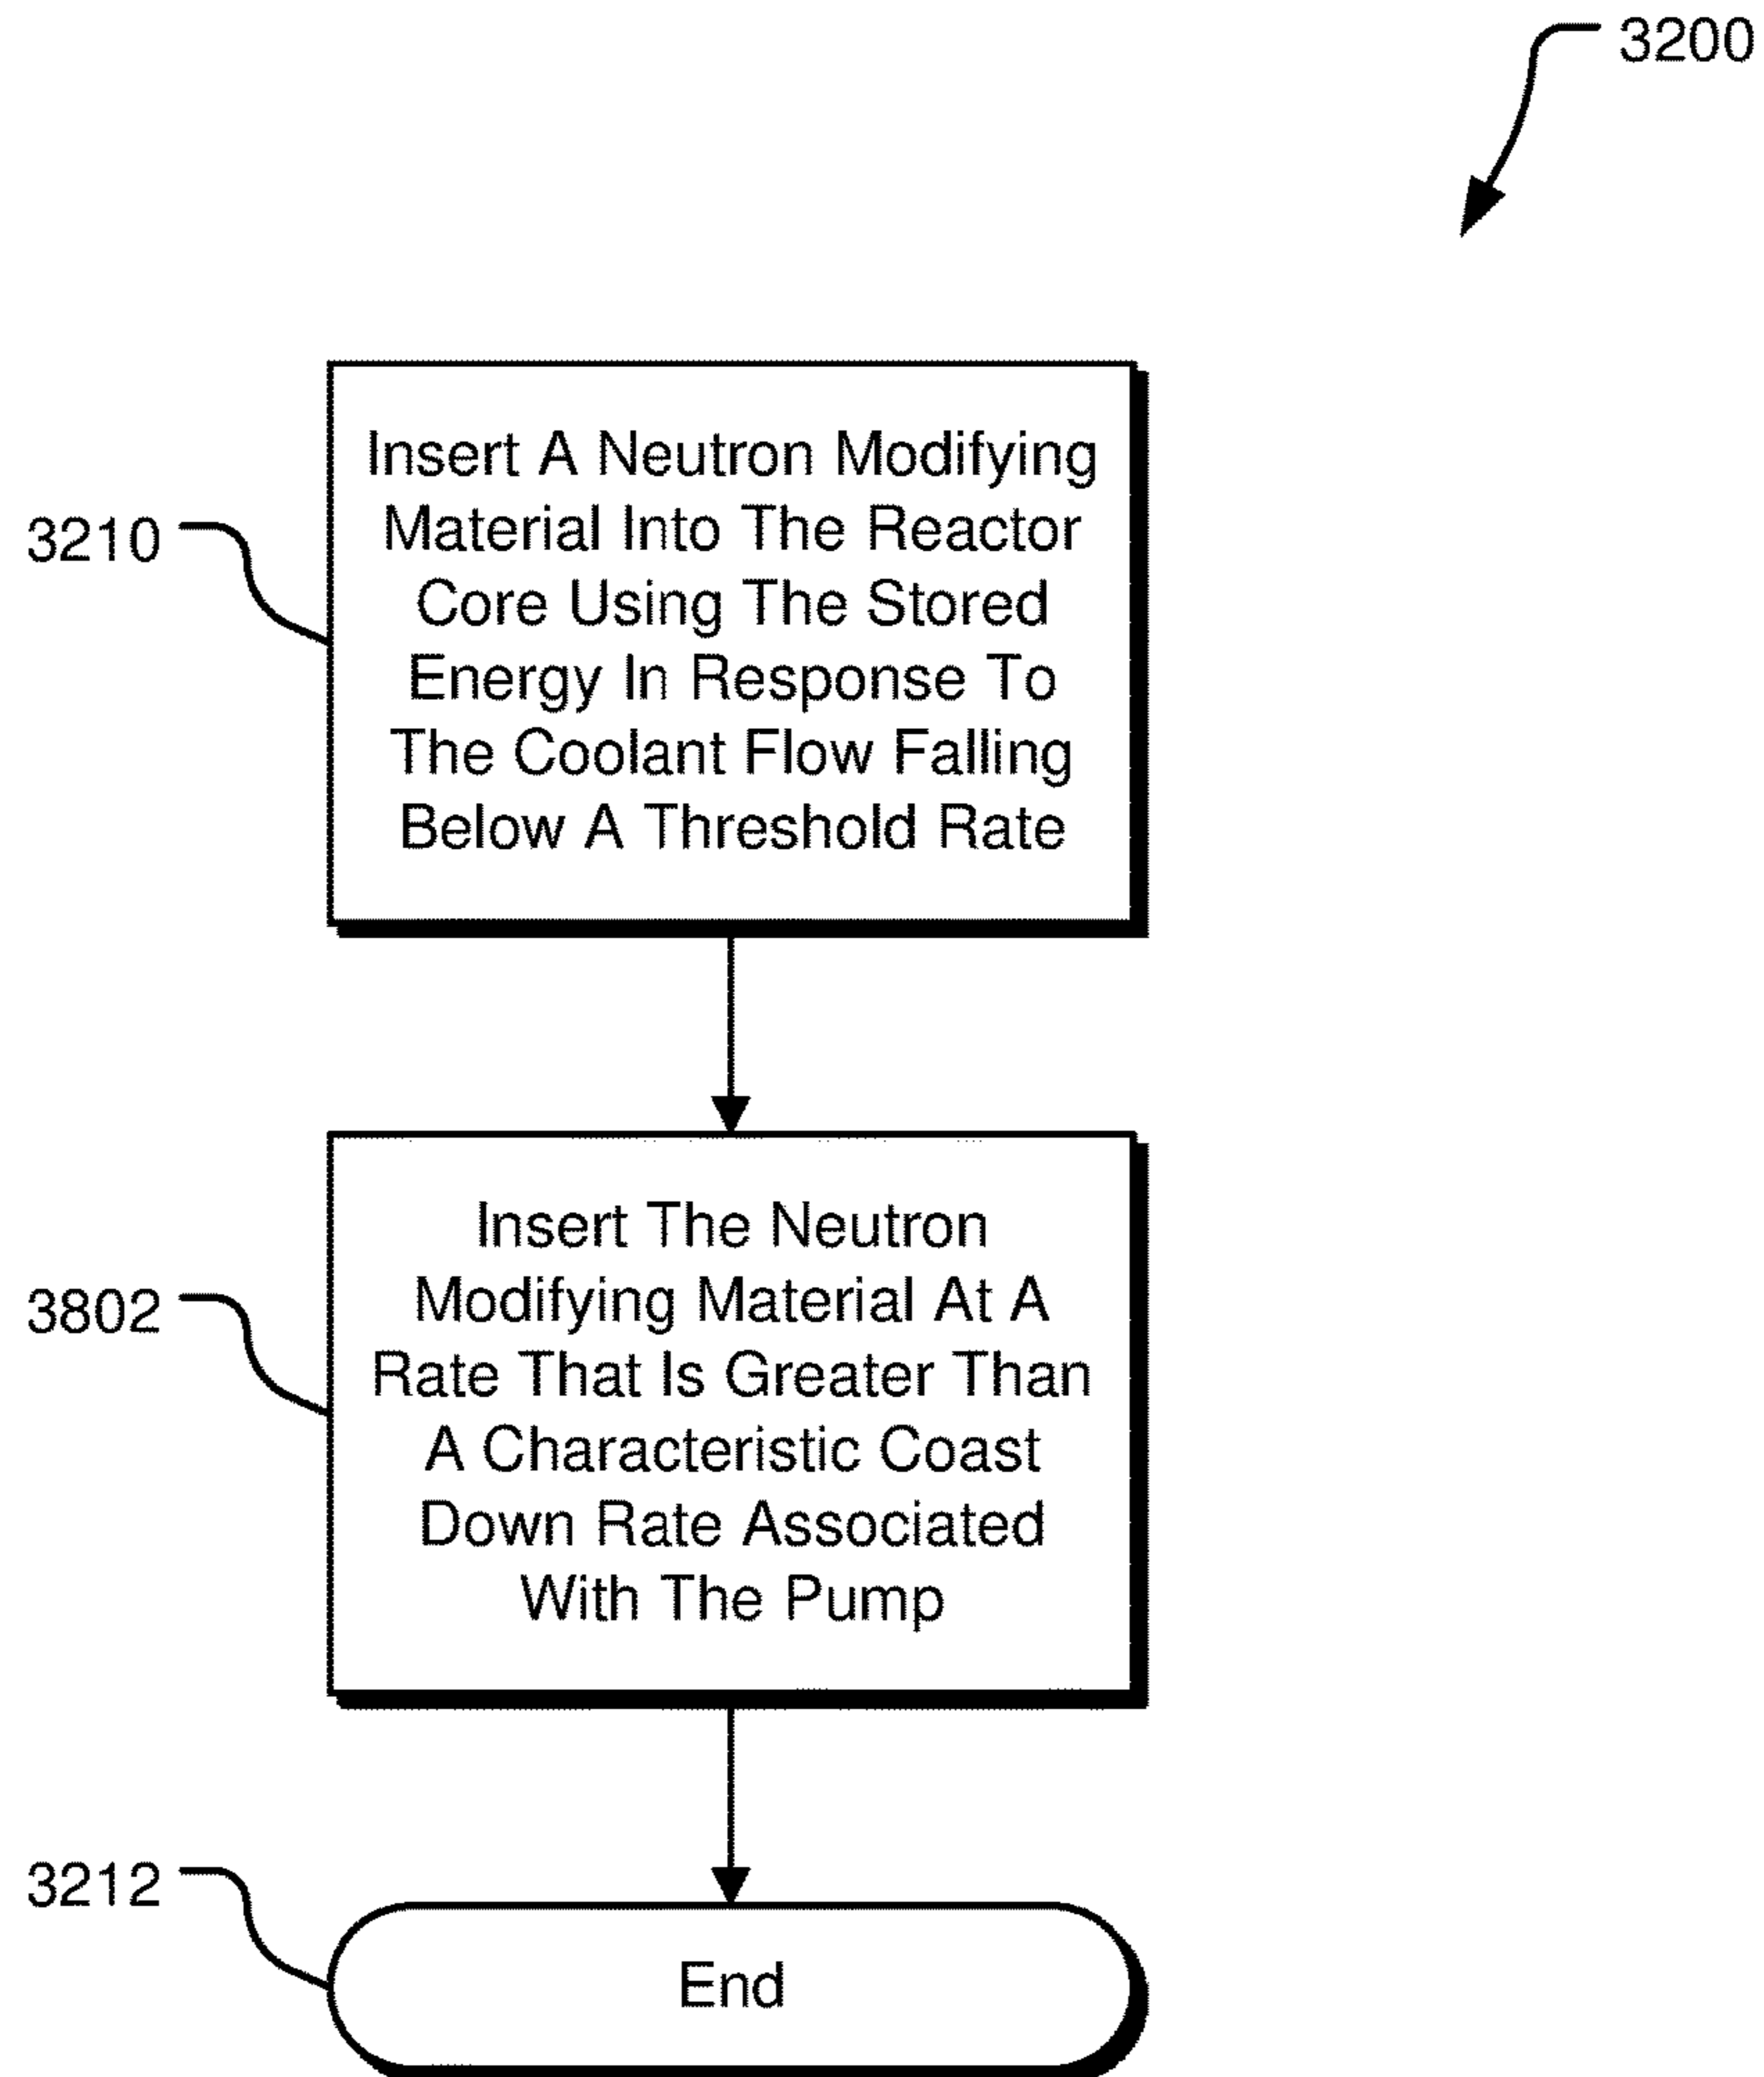 3200
3210
Insert A Neutron Modifying
Material Into The Reactor
Core Using The Stored
Energy In Response To
The Coolant Flow Falling
Below A Threshold Rate
3802
Insert The Neutron
Modifying Material At A
Rate That Is Greater Than
A Characteristic Coast
Down Rate Associated
With The Pump
3212
End